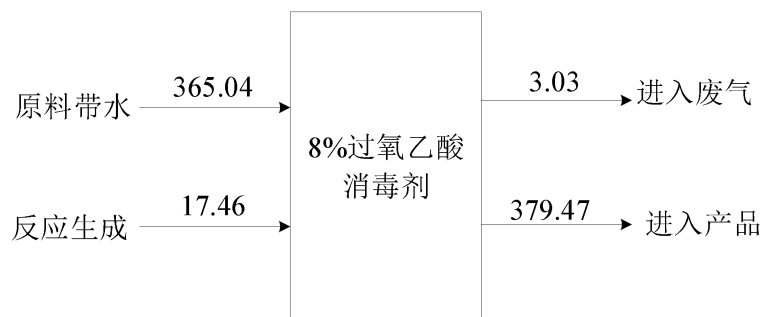 原料带水
365.04
反应生成
17.46
8%过氧乙酸
消毒剂
3.03
进入废气
379.47
进入产品